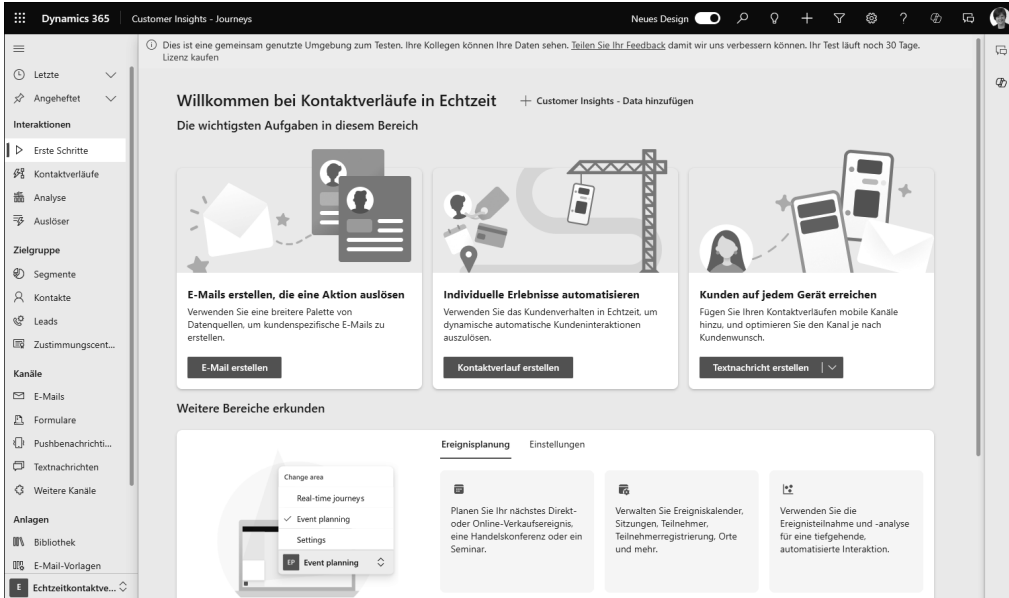 Dynamics 365
Customer Insights - Journeys
Neues Design
Dies ist eine gemeinsam genutzte Umgebung zum Testen. Ihre Kollegen können Ihre Daten sehen. Teilen Sie Ihr Feedback damit wir uns verbessern können. Ihr Test läuft noch 30 Tage.
Lizenz kaufen
Letzte
Angeheftet
Interaktionen
Erste Schritte
Kontaktverläufe
Analyse
Auslöser
Zielgruppe
Segmente
Kontakte
Leads
Zustimmungscent...
Kanäle
E-Mails
Formulare
Pushbenachrichti...
Textnachrichten
Weitere Kanäle
Anlagen
Bibliothek
E-Mail-Vorlagen
E Echtzeitkontaktve...
Willkommen bei Kontaktverläufe in Echtzeit
Customer Insights - Data hinzufügen
Die wichtigsten Aufgaben in diesem Bereich
E-Mails erstellen, die eine Aktion auslösen
Verwenden Sie eine breitere Palette von
Datenquellen, um kundenspezifische E-Mails zu
erstellen.
E-Mail erstellen
Individuelle Erlebnisse automatisieren
Verwenden Sie das Kundenverhalten in Echtzeit, um
dynamische automatische Kundeninteraktionen
auszulösen.
Kontaktverlauf erstellen
Kunden auf jedem Gerät erreichen
Fügen Sie Ihren Kontaktverläufen mobile Kanäle
hinzu, und optimieren Sie den Kanal je nach
Kundenwunsch.
Textnachricht erstellen
Weitere Bereiche erkunden
Change area
Real-time journeys
Event planning
Settings
EP Event planning
Ereignisplanung
Einstellungen
Planen Sie Ihr nächstes Direkt-
oder Online-Verkaufsereignis,
eine Handelskonferenz oder ein
Seminar.
Verwalten Sie Ereigniskalender,
Sitzungen, Teilnehmer,
Teilnehmerregistrierung, Orte
und mehr.
Verwenden Sie die
Ereignisteilnahme und -analyse
für eine tiefgehende,
automatisierte Interaktion.